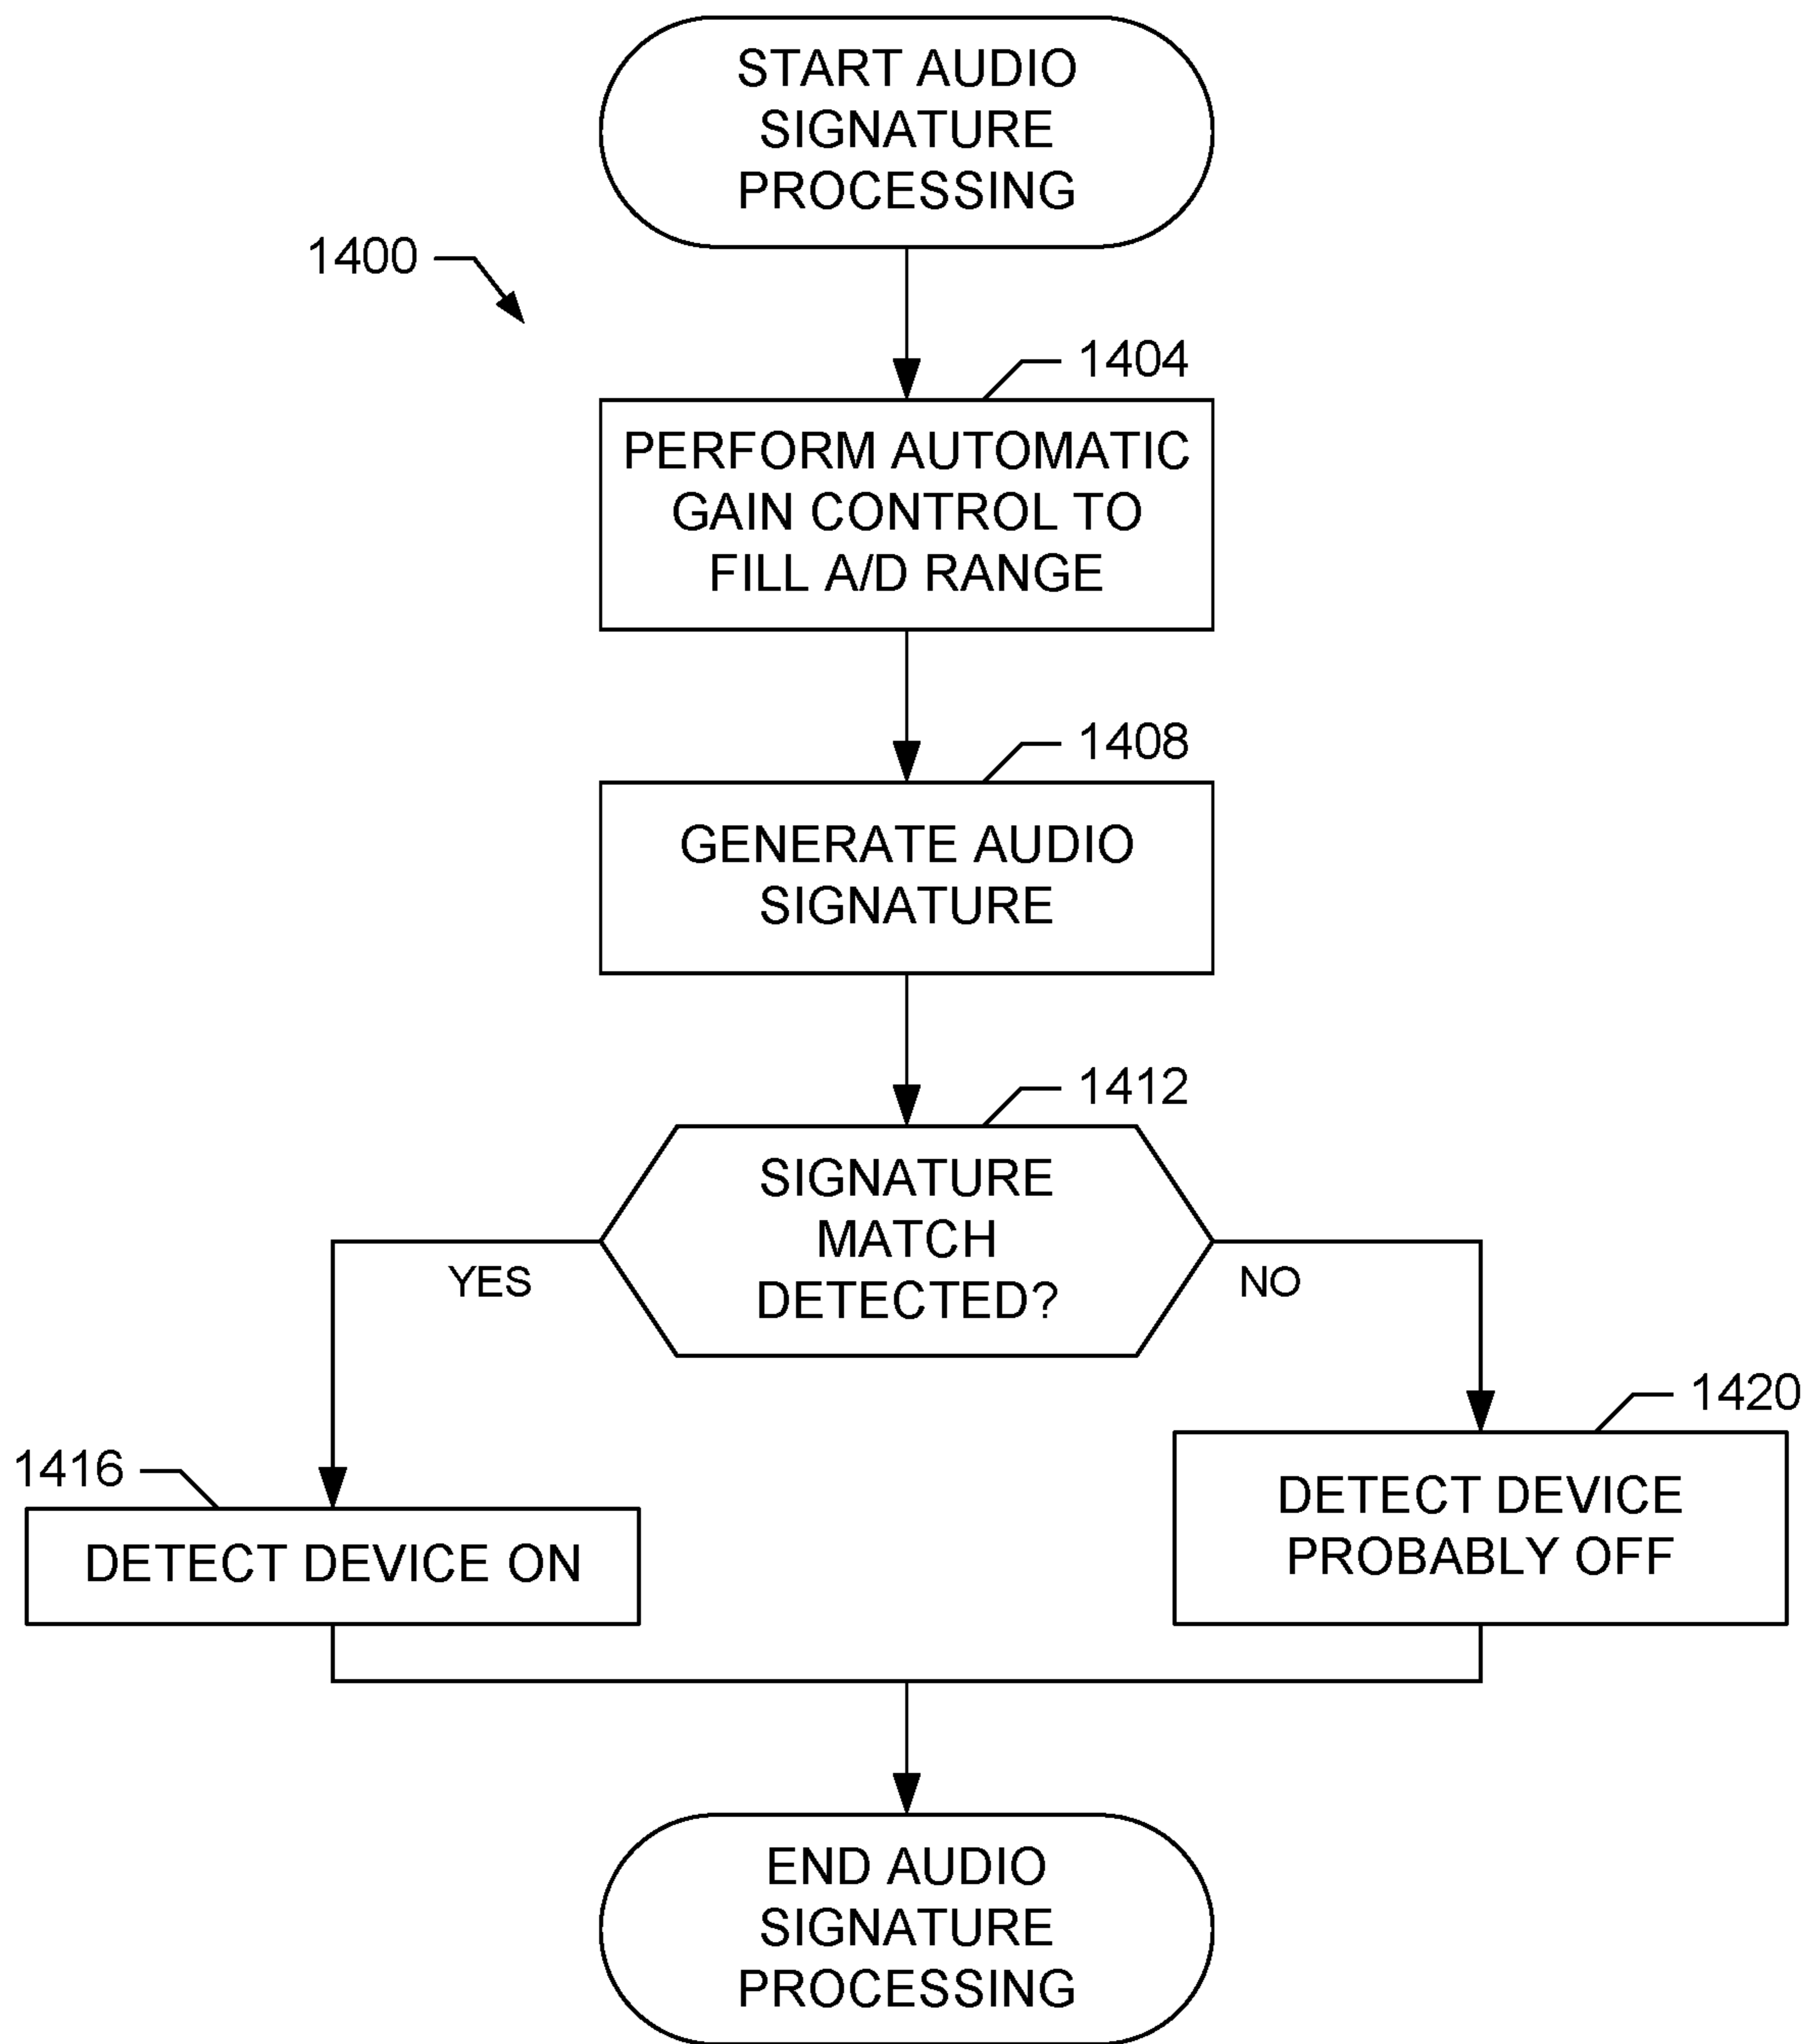 START AUDIO
SIGNATURE
PROCESSING
1400
1404
PERFORM AUTOMATIC
GAIN CONTROL TO
FILL A/D RANGE
1408
GENERATE AUDIO
SIGNATURE
1412
SIGNATURE
MATCH
DETECTED?
YES
NO
1416
DETECT DEVICE ON
1420
DETECT DEVICE
PROBABLY OFF
END AUDIO
SIGNATURE
PROCESSING